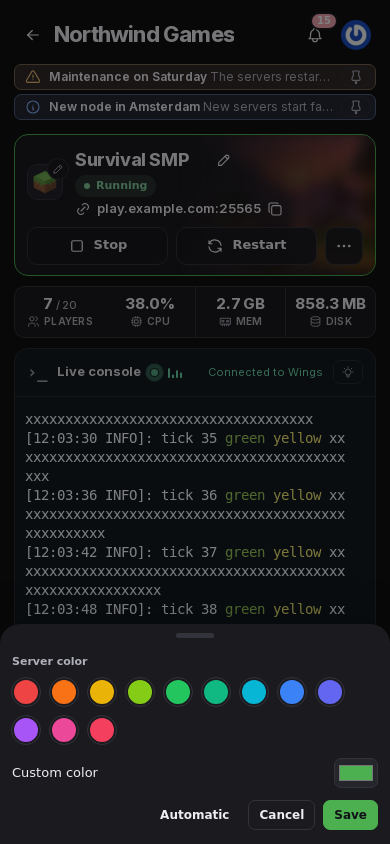 Northwind Games
15
Maintenance on Saturday The servers restar...
New node in Amsterdam New servers start fa...
Survival SMP
Running
play.example.com:25565
Stop
Restart
7 / 20
PLAYERS
38.0%
CPU
2.7 GB
MEM
858.3 MB
DISK
Live console
Connected to Wings
xxxxxxxxxxxxxxxxxxxxxxxxxxxxxxxxxxxx
[12:03:30 INFO]: tick 35 green yellow xx
xxxxxxxxxxxxxxxxxxxxxxxxxxxxxxxxxxxxxxxx
xxx
[12:03:36 INFO]: tick 36 green yellow xx
xxxxxxxxxxxxxxxxxxxxxxxxxxxxxxxxxxxxxxxx
xxxxxxxxxx
[12:03:42 INFO]: tick 37 green yellow xx
xxxxxxxxxxxxxxxxxxxxxxxxxxxxxxxxxxxxxxxx
xxxxxxxxxxxxxxxxx
[12:03:48 INFO]: tick 38 green yellow xx
Server color
Custom color
Automatic
Cancel
Save